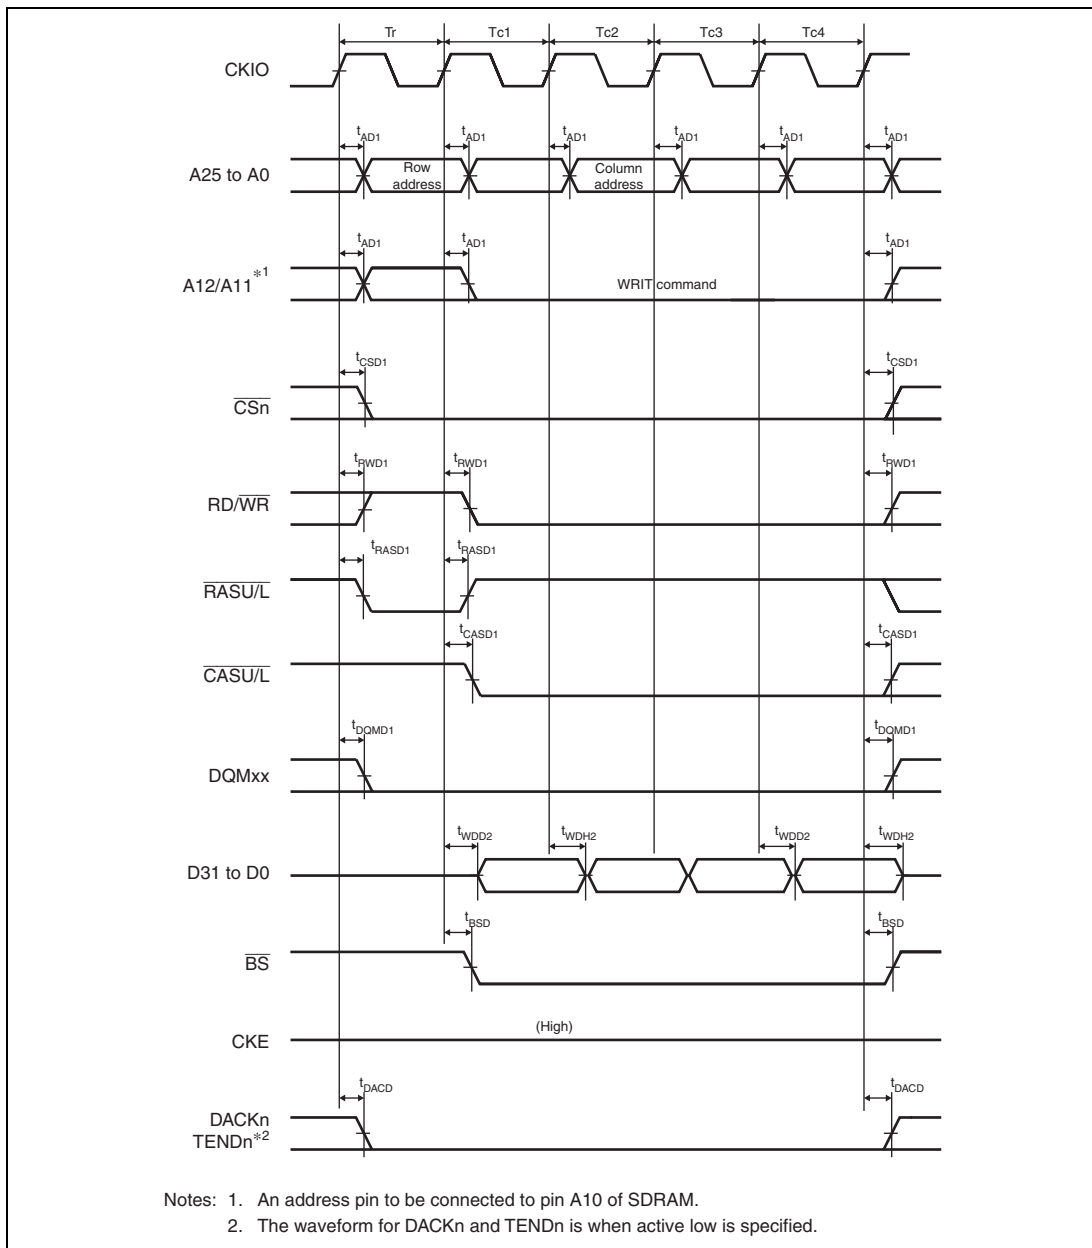 Tr Tc1 Tc2 Tc3 Tc4
CKIO
tAD1 tAD1 tAD1 tAD1 tAD1 tAD1
A25 to A0
Row address
Column address
tAD1 tAD1 tAD1
A12/A11*1
WRIT command
tCSD1 tCSD1
CSn
tRWD1 tRWD1 tRWD1
RD/WR
tRASD1 tRASD1
RASU/L
tCASD1 tCASD1
CASU/L
tDQMD1 tDQMD1
DQMxx
tWDD2 tWDH2 tWDD2 tWDH2
D31 to D0
tBSD tBSD
BS
(High)
CKE
tDACD tDACD
DACKn
TENDn*2
Notes: 1. An address pin to be connected to pin A10 of SDRAM.
2. The waveform for DACKn and TENDn is when active low is specified.